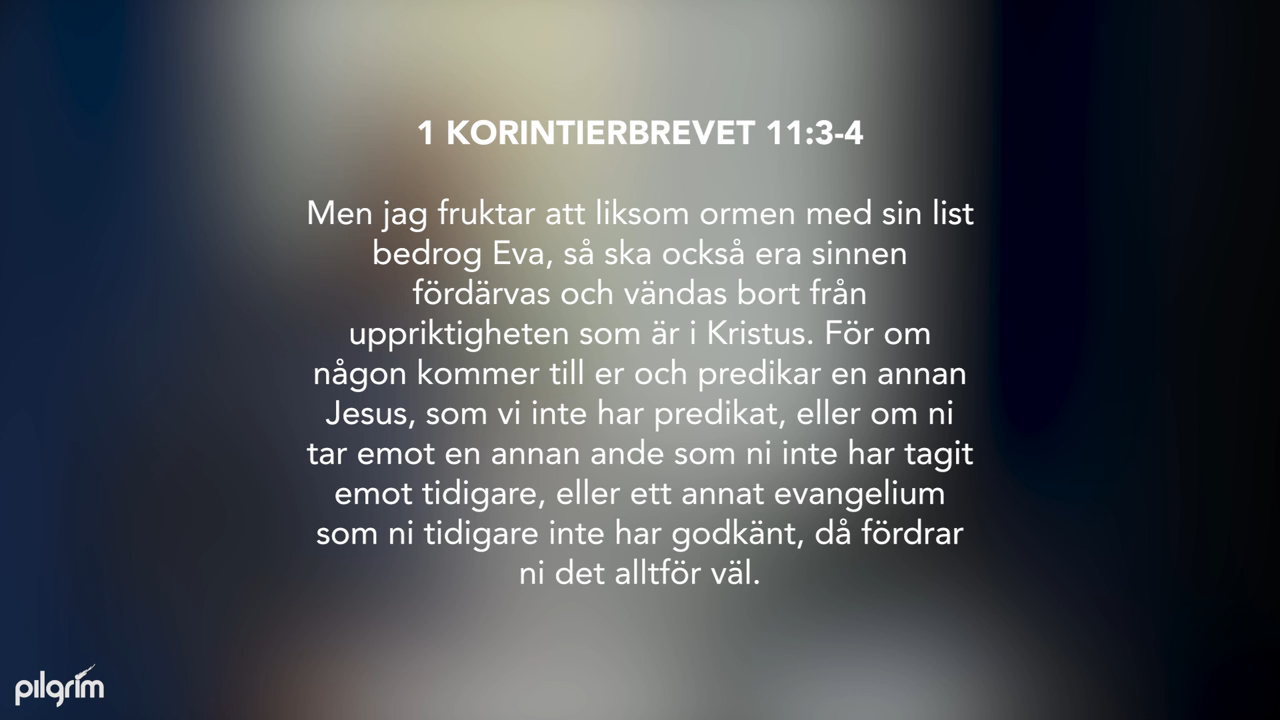 1 KORINTIERBREVET 11:3-4
Men jag fruktar att liksom ormen med sin list
bedrog Eva, så ska också era sinnen
fördärvas och vändas bort från
uppriktigheten som är i Kristus. För om
någon kommer till er och predikar en annan
Jesus, som vi inte har predikat, eller om ni
tar emot en annan ande som ni inte har tagit
emot tidigare, eller ett annat evangelium
som ni tidigare inte har godkänt, då fördrar
ni det alltför väl.
pilgrim